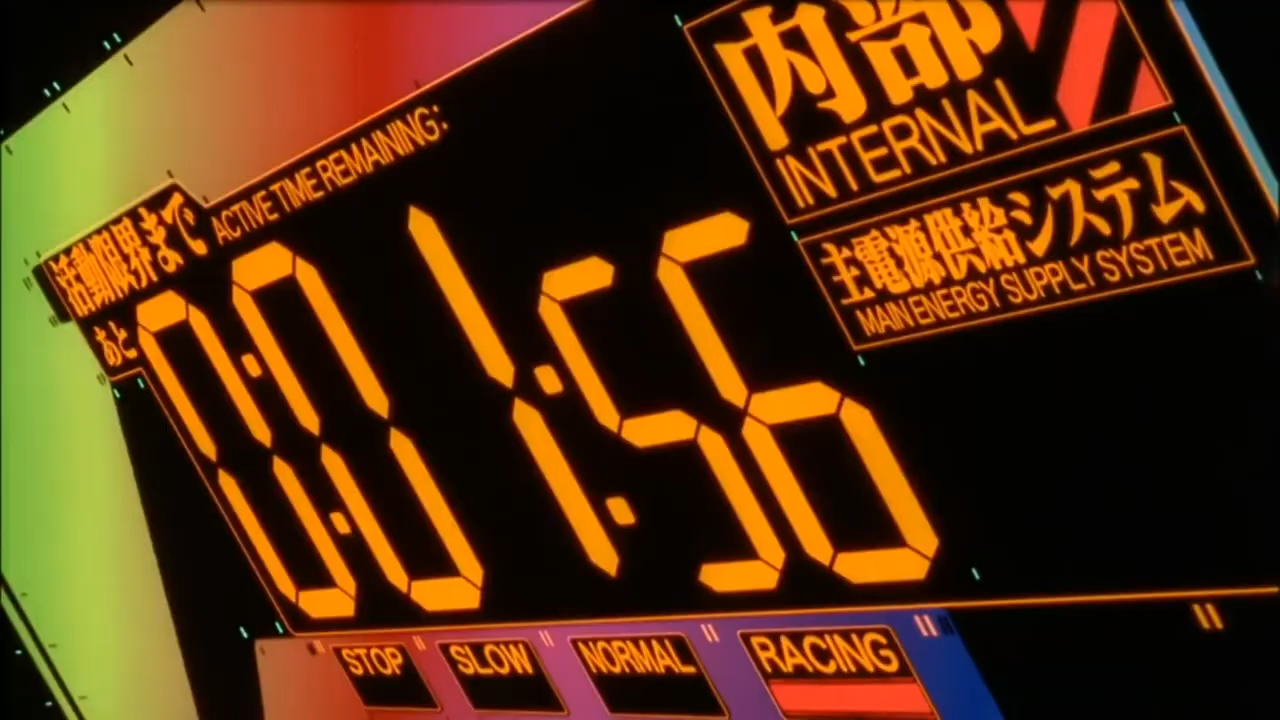 内部
INTERNAL
主電源供給システム
MAIN ENERGY SUPPLY SYSTEM
活動限界まで
ACTIVE TIME REMAINING:
あと
0:01:56
STOP
SLOW
NORMAL
RACING